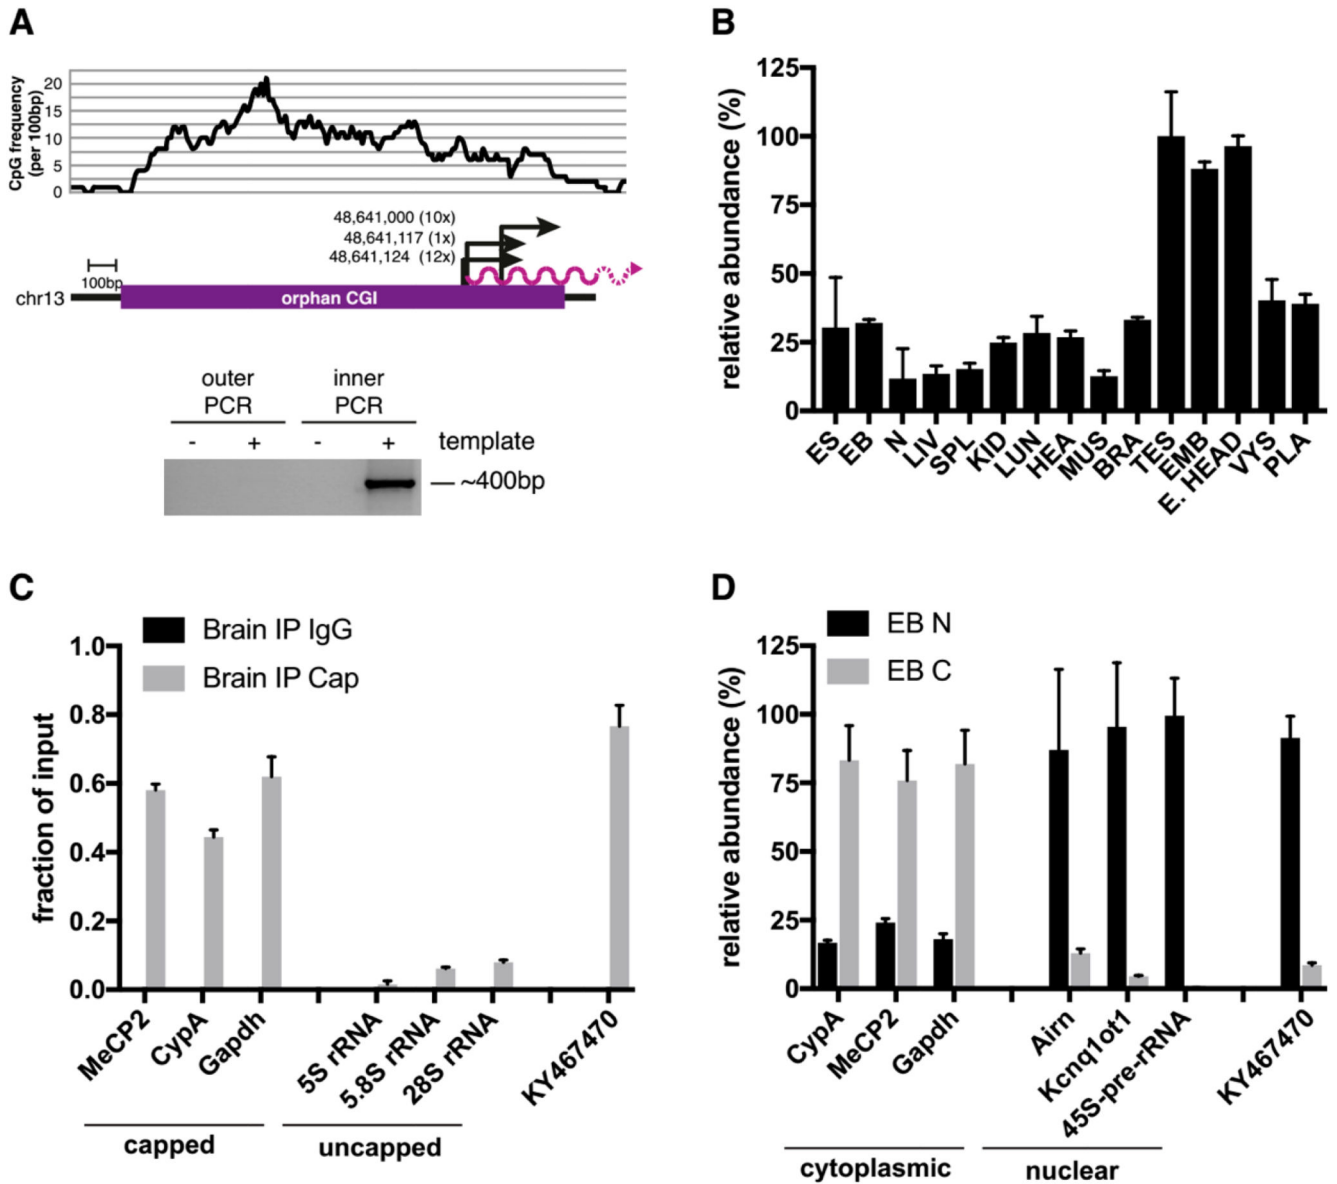 A
CpG frequency
(per 100bp)
20
15
10
5
0
48,641,000 (10x)
48,641,117 (1x)
48,641,124 (12x)
100bp
chr13
orphan CGI
outer
PCR
inner
PCR
- + - + template
~400bp
B
relative abundance (%)
125
100
75
50
25
0
ES
EB
N
LIV
SPL
KID
LUN
HEA
MUS
BRA
TES
EMB
E. HEAD
VYS
PLA
C
Brain IP IgG
Brain IP Cap
fraction of input
1.0
0.8
0.6
0.4
0.2
0.0
MeCP2
CypA
Gapdh
5S rRNA
5.8S rRNA
28S rRNA
KY467470
capped
uncapped
D
EB N
EB C
relative abundance (%)
125
100
75
50
25
0
CypA
MeCP2
Gapdh
Airn
Kcnq1ot1
45S-pre-rRNA
KY467470
cytoplasmic
nuclear